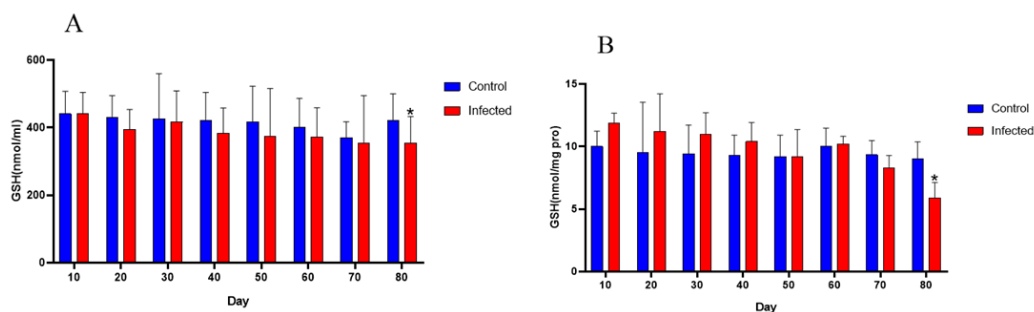 A
600
400
200
0
GSH(nmol/ml)
10 20 30 40 50 60 70 80
Day
*
Control
Infected
B
15
10
5
0
GSH(nmol/mg pro)
10 20 30 40 50 60 70 80
Day
*
Control
Infected